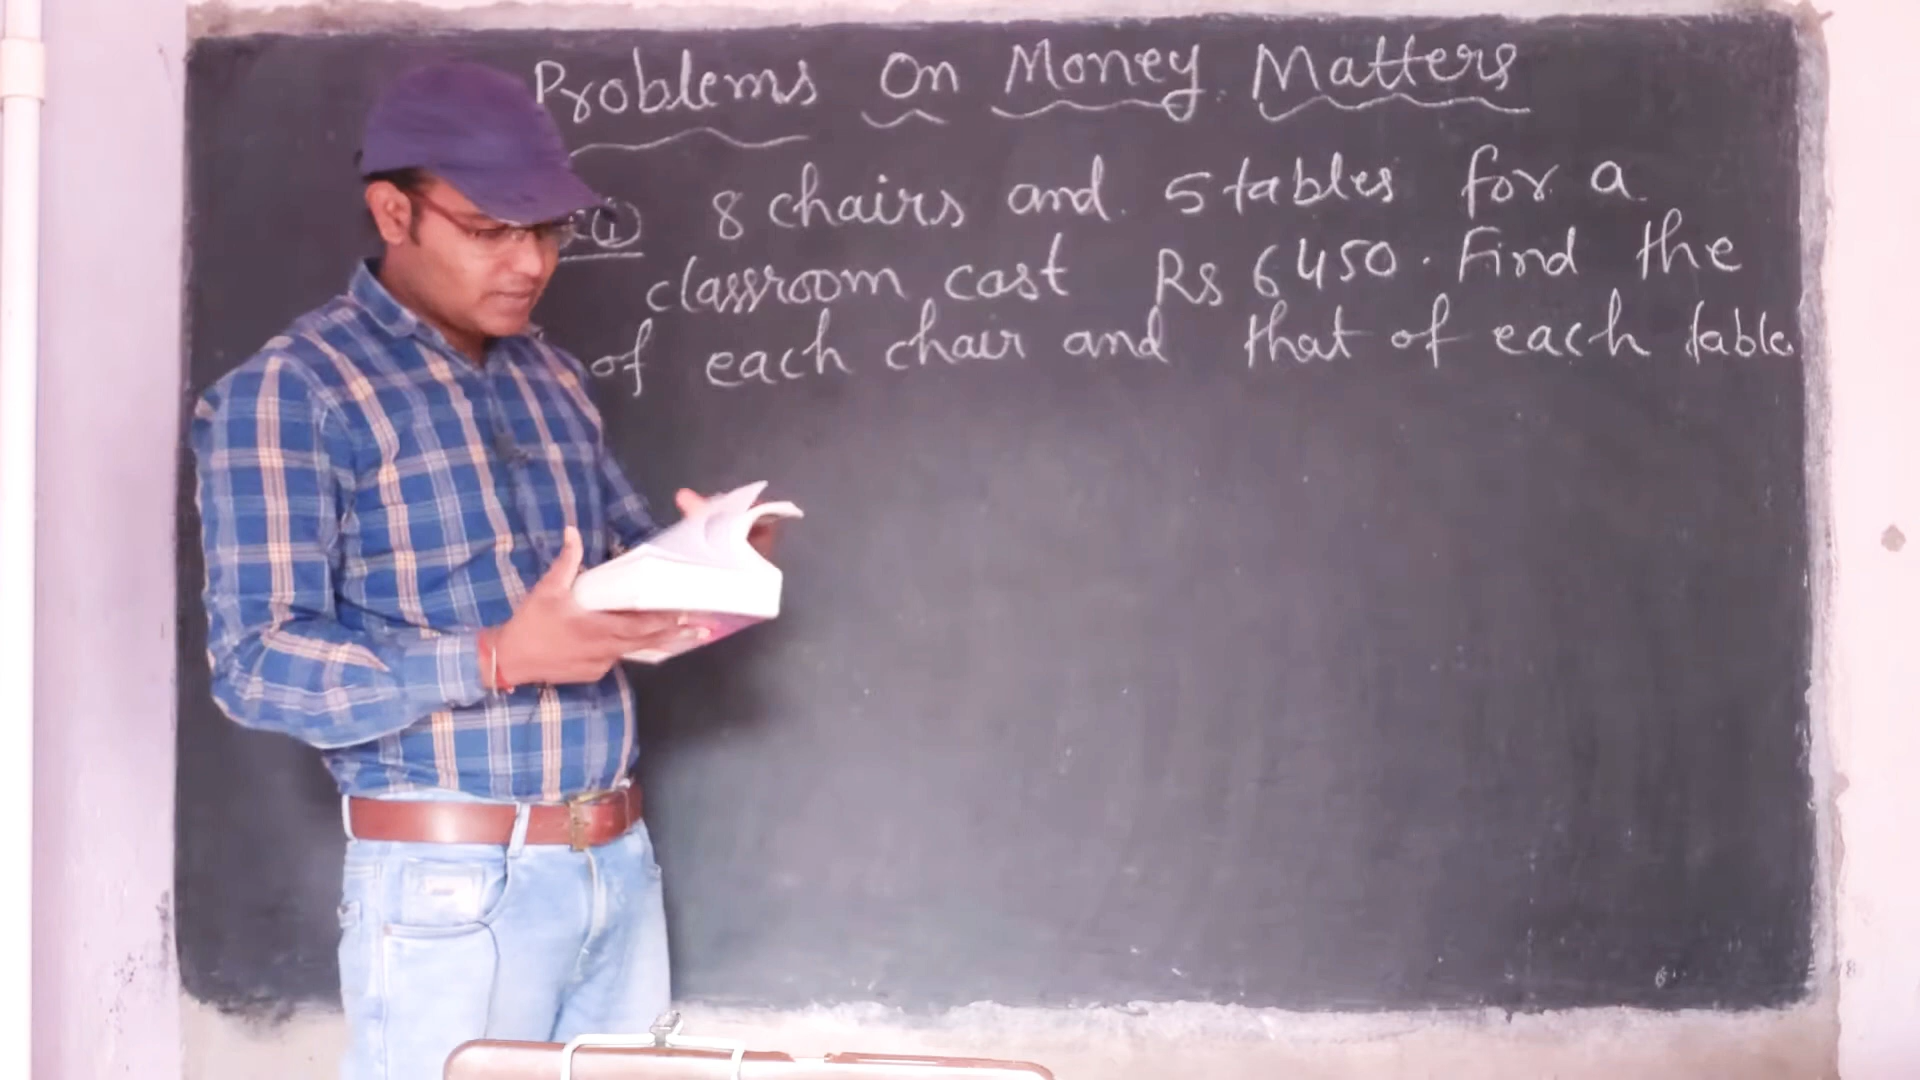 Problems On Money Matters
8 chairs and 5 tables for a
classroom cost Rs 6450. Find the
of each chair and that of each table.